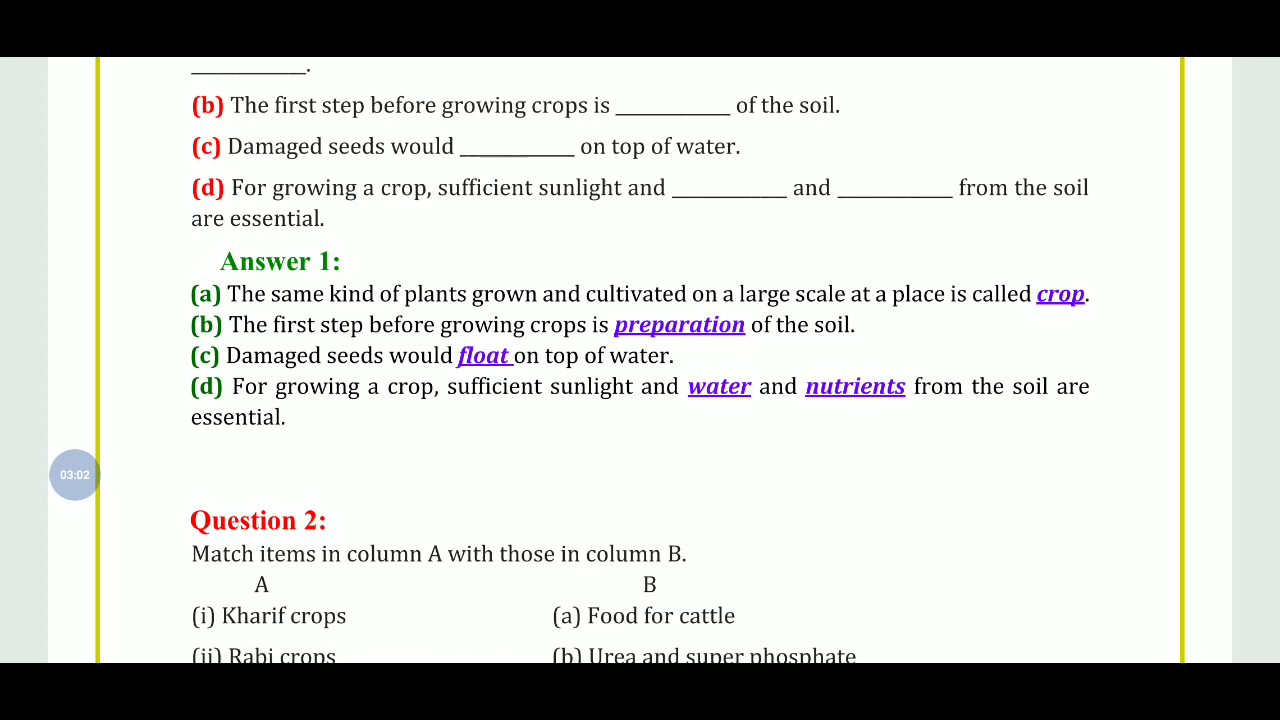 ____________.
(b) The first step before growing crops is ____________ of the soil.
(c) Damaged seeds would ____________ on top of water.
(d) For growing a crop, sufficient sunlight and ____________ and ____________ from the soil
are essential.
Answer 1:
(a) The same kind of plants grown and cultivated on a large scale at a place is called crop.
(b) The first step before growing crops is preparation of the soil.
(c) Damaged seeds would float on top of water.
(d) For growing a crop, sufficient sunlight and water and nutrients from the soil are
essential.
03:02
Question 2:
Match items in column A with those in column B.
A B
(i) Kharif crops (a) Food for cattle
(ii) Rabi crops (b) Urea and super phosphate